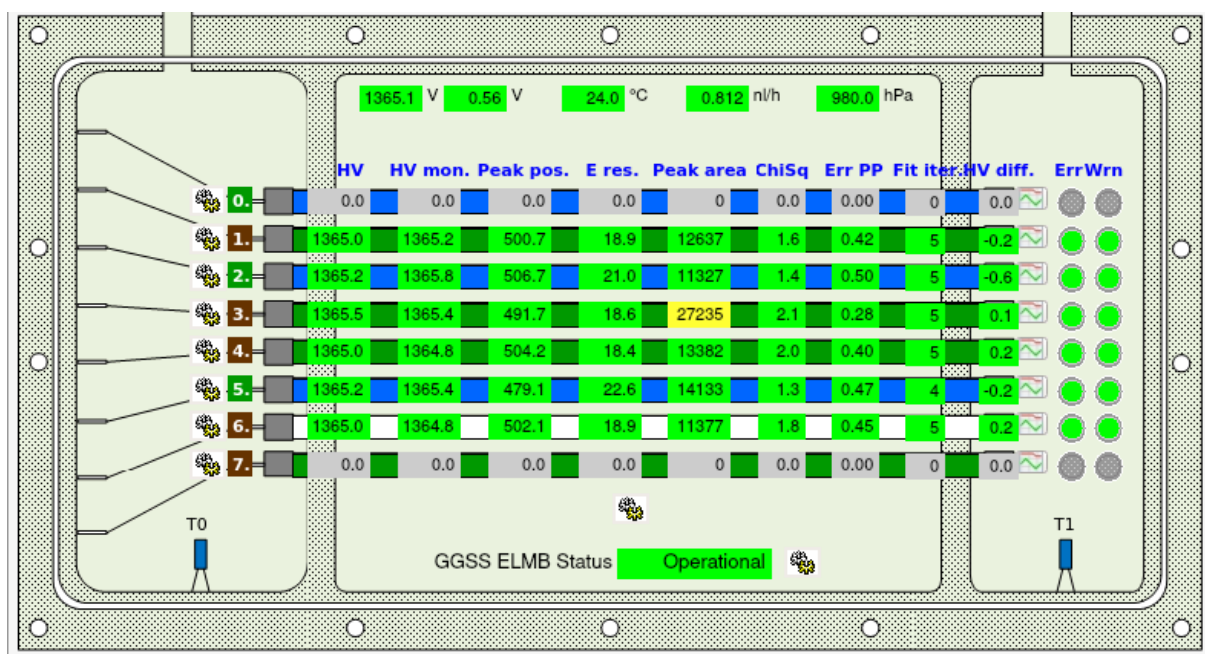 1365.1 V 0.56 V 24.0 °C 0.812 nl/h 980.0 hPa
HV HV mon. Peak pos. E res. Peak area ChiSq Err PP Fit iter. HV diff. Err Wrn
0. 0.0 0.0 0.0 0.0 0 0.0 0.00 0 0.0
1. 1365.0 1365.2 500.7 18.9 12637 1.6 0.42 5 -0.2
2. 1365.2 1365.8 506.7 21.0 11327 1.4 0.50 5 -0.6
3. 1365.5 1365.4 491.7 18.6 27235 2.1 0.28 5 0.1
4. 1365.0 1364.8 504.2 18.4 13382 2.0 0.40 5 0.2
5. 1365.2 1365.4 479.1 22.6 14133 1.3 0.47 4 -0.2
6. 1365.0 1364.8 502.1 18.9 11377 1.8 0.45 5 0.2
7. 0.0 0.0 0.0 0.0 0 0.0 0.00 0 0.0
T0 T1
GGSS ELMB Status Operational